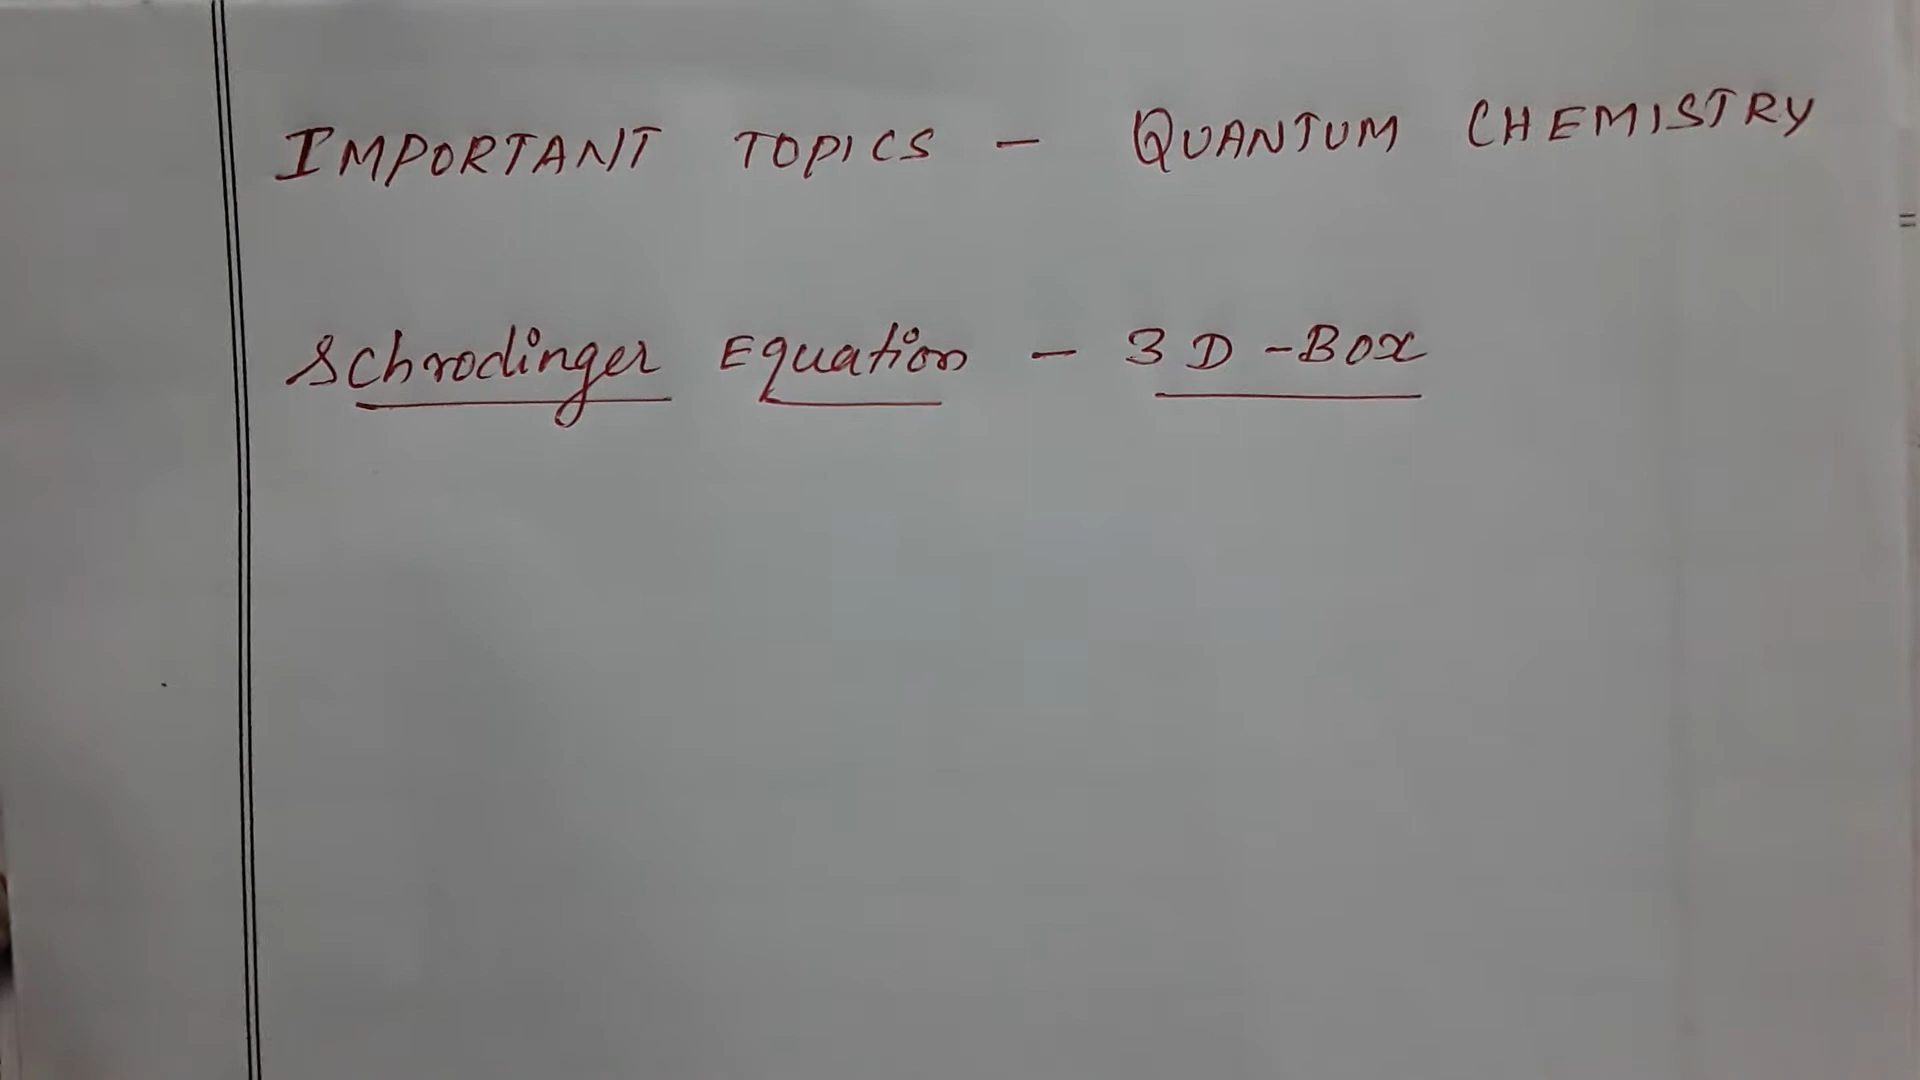 IMPORTANT TOPICS - QUANTUM CHEMISTRY
Schrodinger Equation - 3D-Box